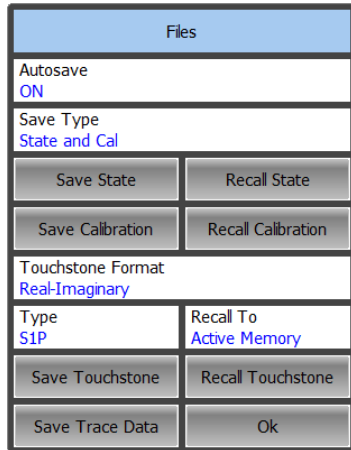 Files
Autosave
ON
Save Type
State and Cal
Save State
Recall State
Save Calibration
Recall Calibration
Touchstone Format
Real-Imaginary
Type
S1P
Recall To
Active Memory
Save Touchstone
Recall Touchstone
Save Trace Data
Ok